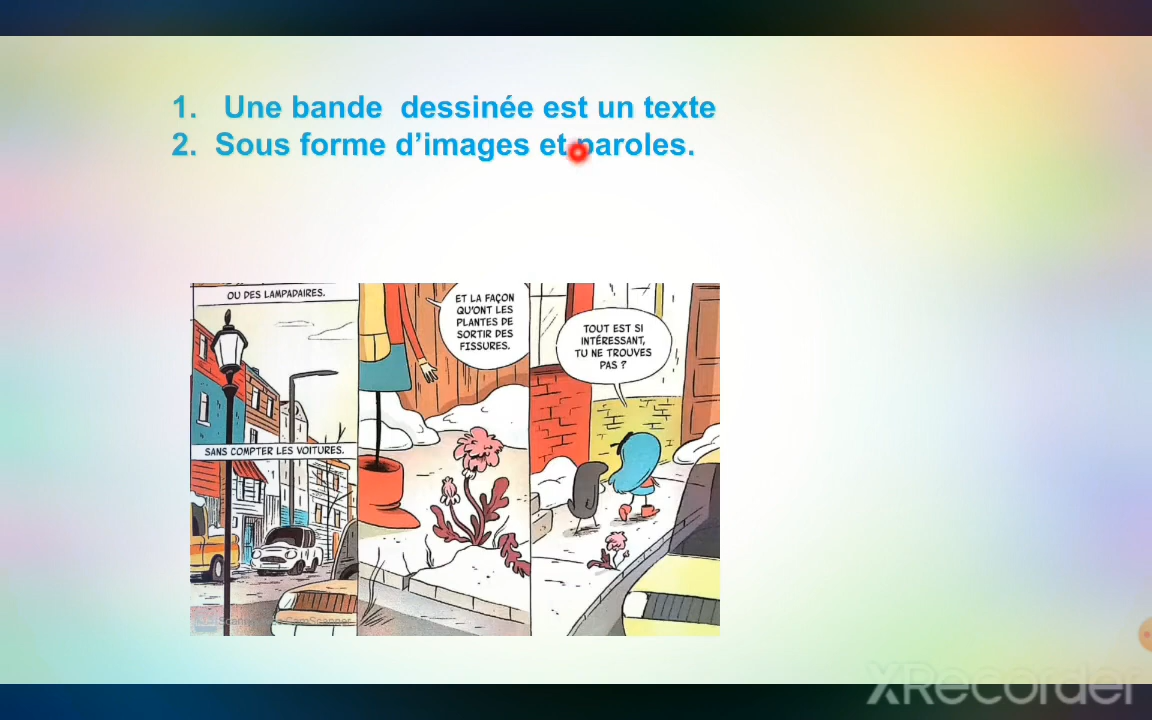 1. Une bande dessinée est un texte
2. Sous forme d'images et paroles.
OU DES LAMPADAIRES.
SANS COMPTER LES VOITURES.
ET LA FAÇON
QU'ONT LES
PLANTES DE
SORTIR DES
FISSURES.
TOUT EST SI
INTÉRESSANT,
TU NE TROUVES
PAS ?
CamScanner
XRecorder